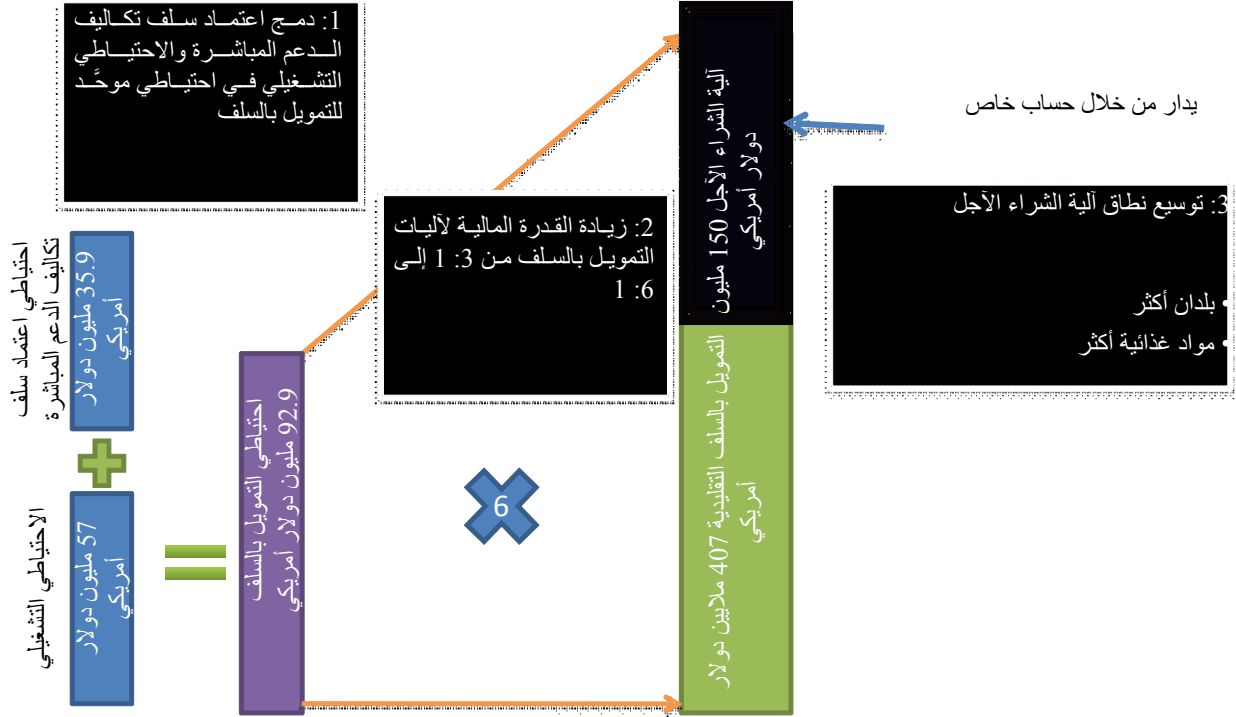 1: دمج اعتماد سلف تكاليف
الدعم المباشرة والاحتياطي
التشغيلي في احتياطي موحَّد
للتمويل بالسلف
2: زيادة القدرة المالية لآليات
التمويل بالسلف من 3: 1 إلى
6: 1
يدار من خلال حساب خاص
3: توسيع نطاق آلية الشراء الآجل
• بلدان أكثر
• مواد غذائية أكثر
احتياطي اعتماد سلف
تكاليف الدعم المباشرة
35.9 مليون دولار
أمريكي
الاحتياطي التشغيلي
57 مليون دولار
أمريكي
احتياطي التمويل بالسلف
92.9 مليون دولار أمريكي
6
آلية الشراء الآجل 150 مليون
دولار أمريكي
التمويل بالسلف التقليدية 407 ملايين دولار
أمريكي